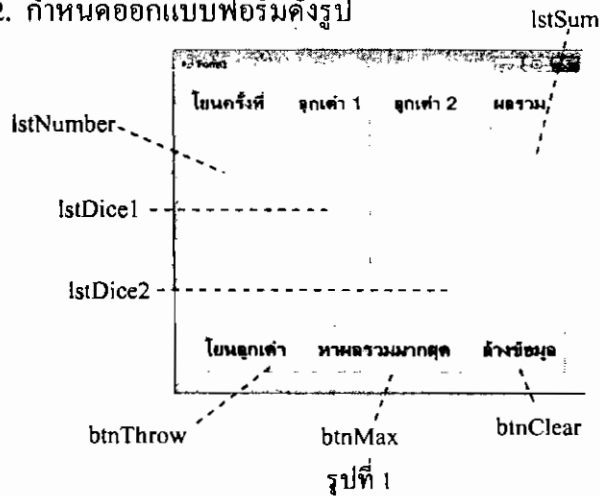 2. กำหนดออกแบบฟอร์มดังรูป
lstSum
Form1
โยนครั้งที่ ลูกเต๋า 1 ลูกเต๋า 2 ผลรวม
lstNumber
lstDice1
lstDice2
โยนลูกเต๋า หาผลรวมมากสุด ล้างข้อมูล
btnThrow btnMax btnClear
รูปที่ 1